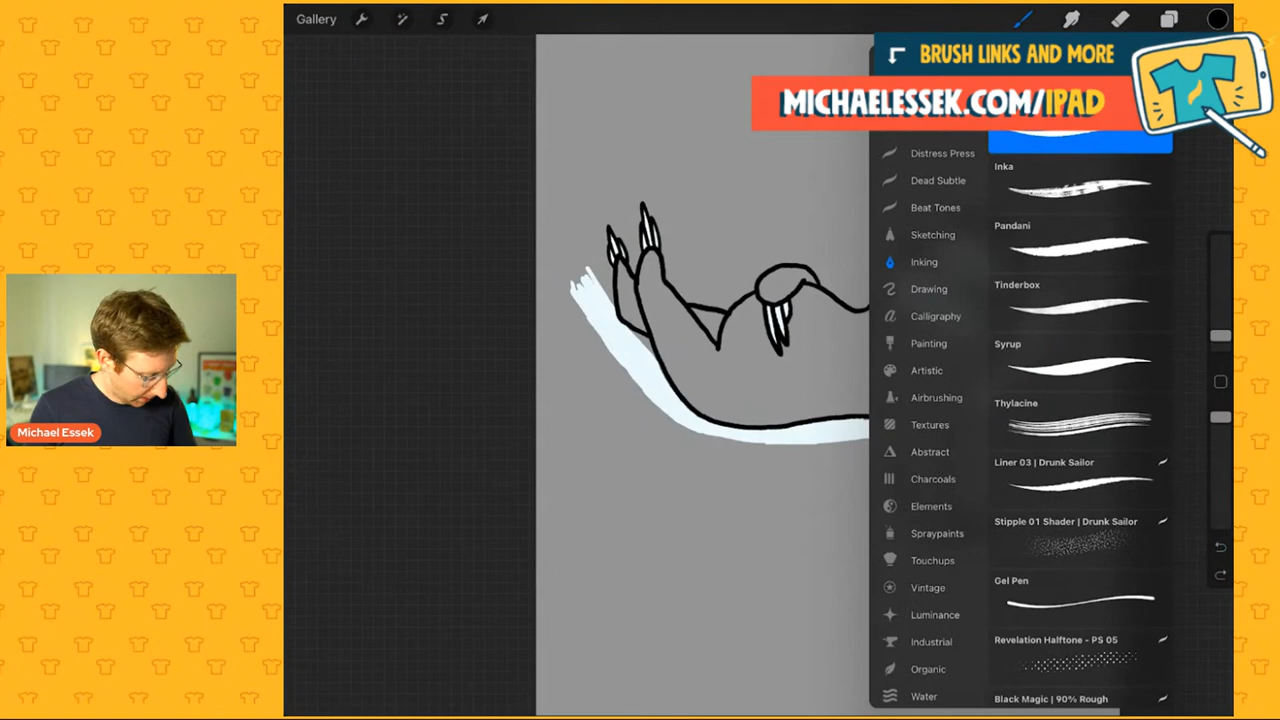 Gallery
BRUSH LINKS AND MORE
MICHAELESSEK.COM/IPAD
Distress Press
Dead Subtle
Beat Tones
Sketching
Inking
Drawing
Calligraphy
Painting
Artistic
Airbrushing
Textures
Abstract
Charcoals
Elements
Spraypaints
Touchups
Vintage
Luminance
Industrial
Organic
Water
Inka
Pandani
Tinderbox
Syrup
Thylacine
Liner 03 | Drunk Sailor
Stipple 01 Shader | Drunk Sailor
Gel Pen
Revelation Halftone - PS 05
Black Magic | 90% Rough
Michael Essek